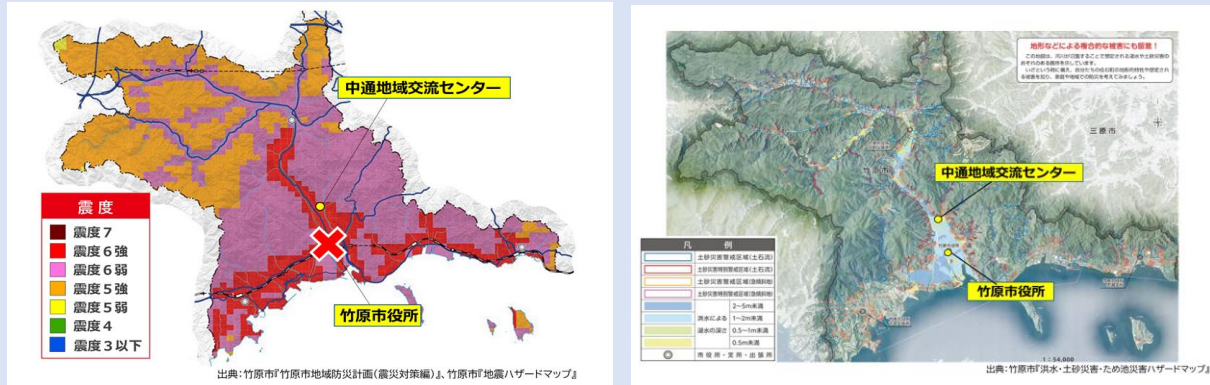 中通地域交流センター
震度
震度7
震度6強
震度6弱
震度5強
震度5弱
震度4
震度3以下
竹原市役所
出典：竹原市『竹原市地域防災計画（震災対策編）』、竹原市『地震ハザードマップ』
地形などによる複合的な被害にも留意！
三原市
中通地域交流センター
竹原市役所
凡 例
土砂災害警戒区域(土石流)
土砂災害特別警戒区域(土石流)
土砂災害警戒区域(急傾斜地)
土砂災害特別警戒区域(急傾斜地)
洪水による
浸水の深さ
2～5m未満
1～2m未満
0.5～1m未満
0.5m未満
市役所・支所・出張所
1：54,000
出典：竹原市『洪水・土砂災害・ため池災害ハザードマップ』